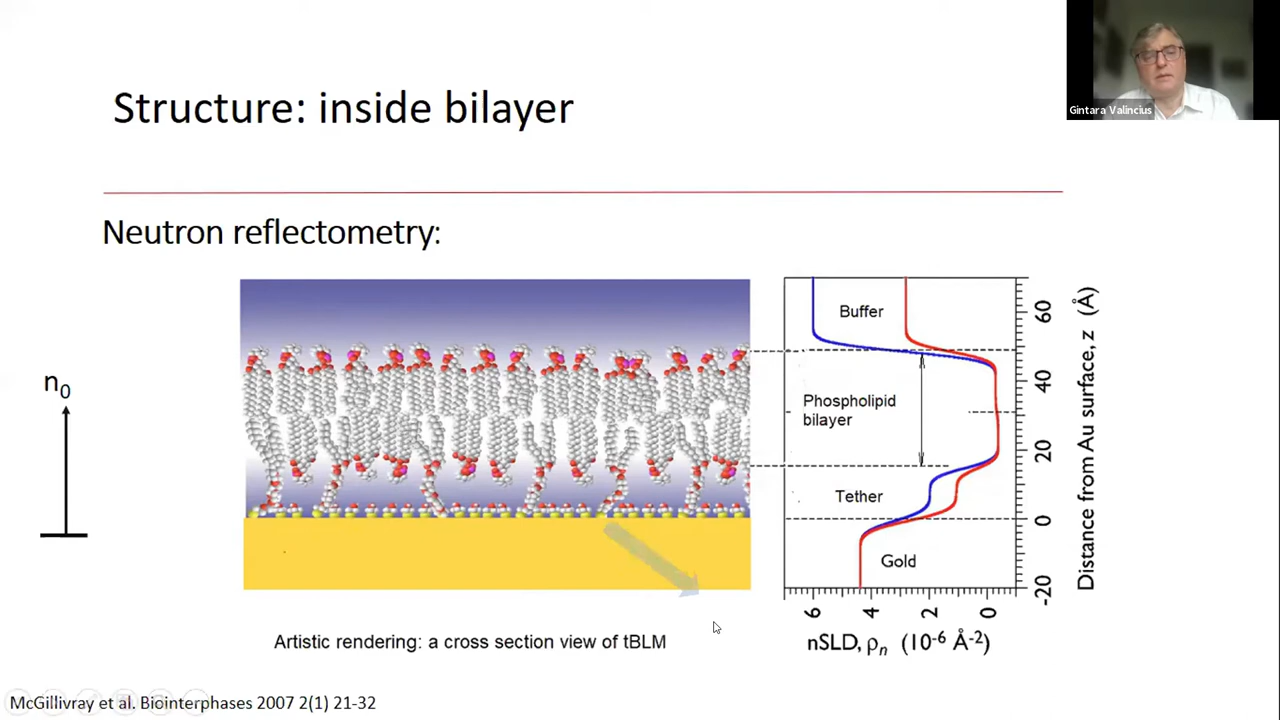 Gintara Valincius
Structure: inside bilayer
Neutron reflectometry:
n0
Buffer
Phospholipid
bilayer
Tether
Gold
60
40
20
0
-20
Distance from Au surface, z (Å)
6 4 2 0
nSLD, ρn (10-6 Å-2)
Artistic rendering: a cross section view of tBLM
McGillivray et al. Biointerphases 2007 2(1) 21-32